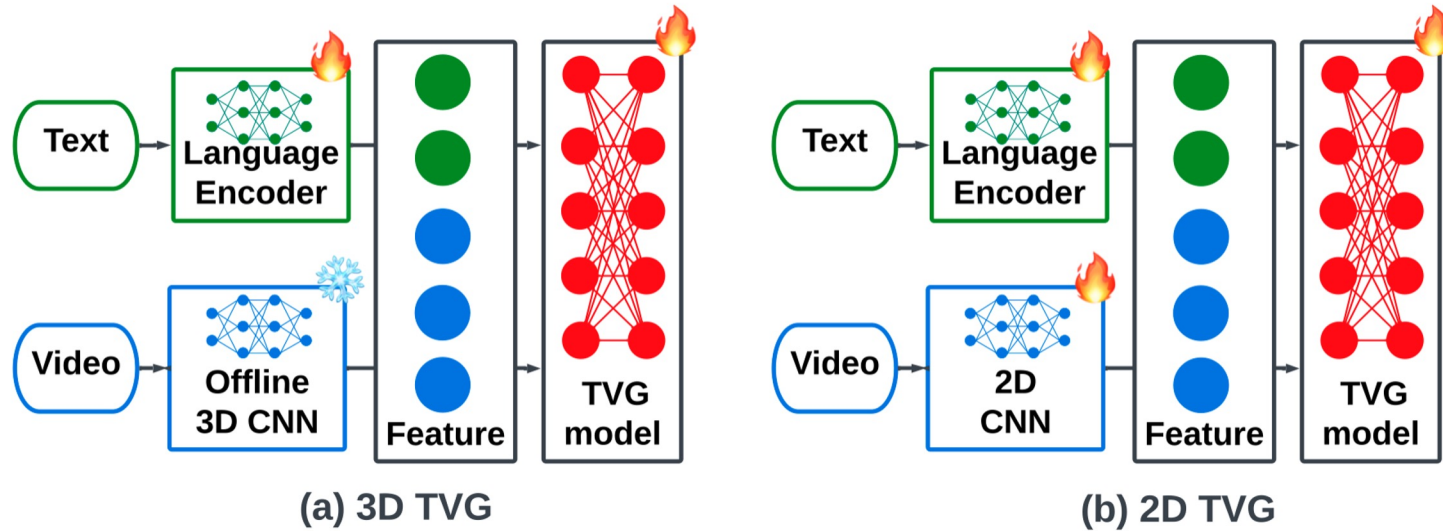 Text
Language
Encoder
Video
Offline
3D CNN
Feature
TVG
model
(a) 3D TVG
Text
Language
Encoder
Video
2D
CNN
Feature
TVG
model
(b) 2D TVG